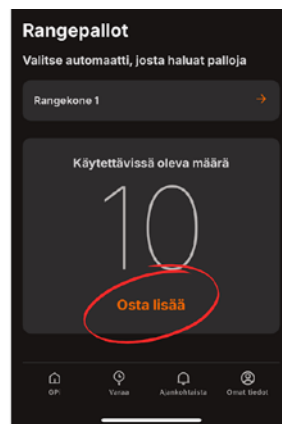 Rangepallot
Valitse automaatti, josta haluat palloja
Rangekone 1
Käytettävissä oleva määrä
10
Osta lisää
GPi Varaa Ajankohtaista Omat tiedot